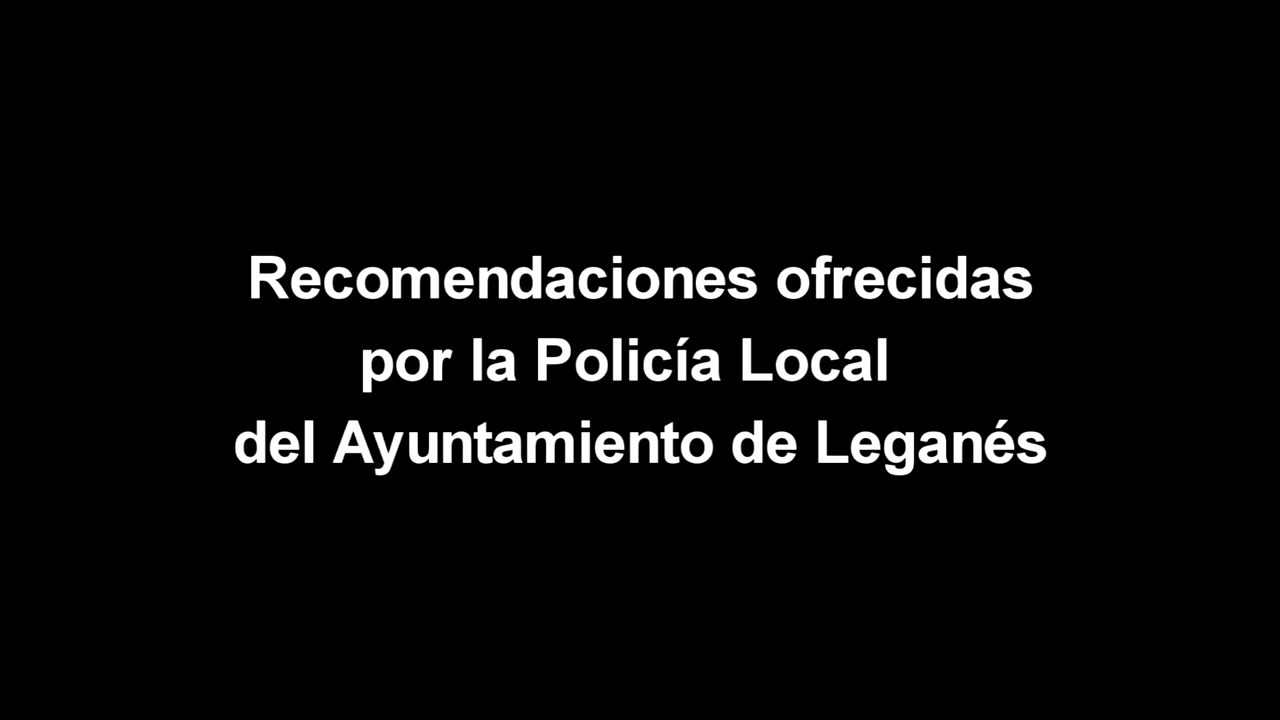 Recomendaciones ofrecidas
por la Policía Local
del Ayuntamiento de Leganés